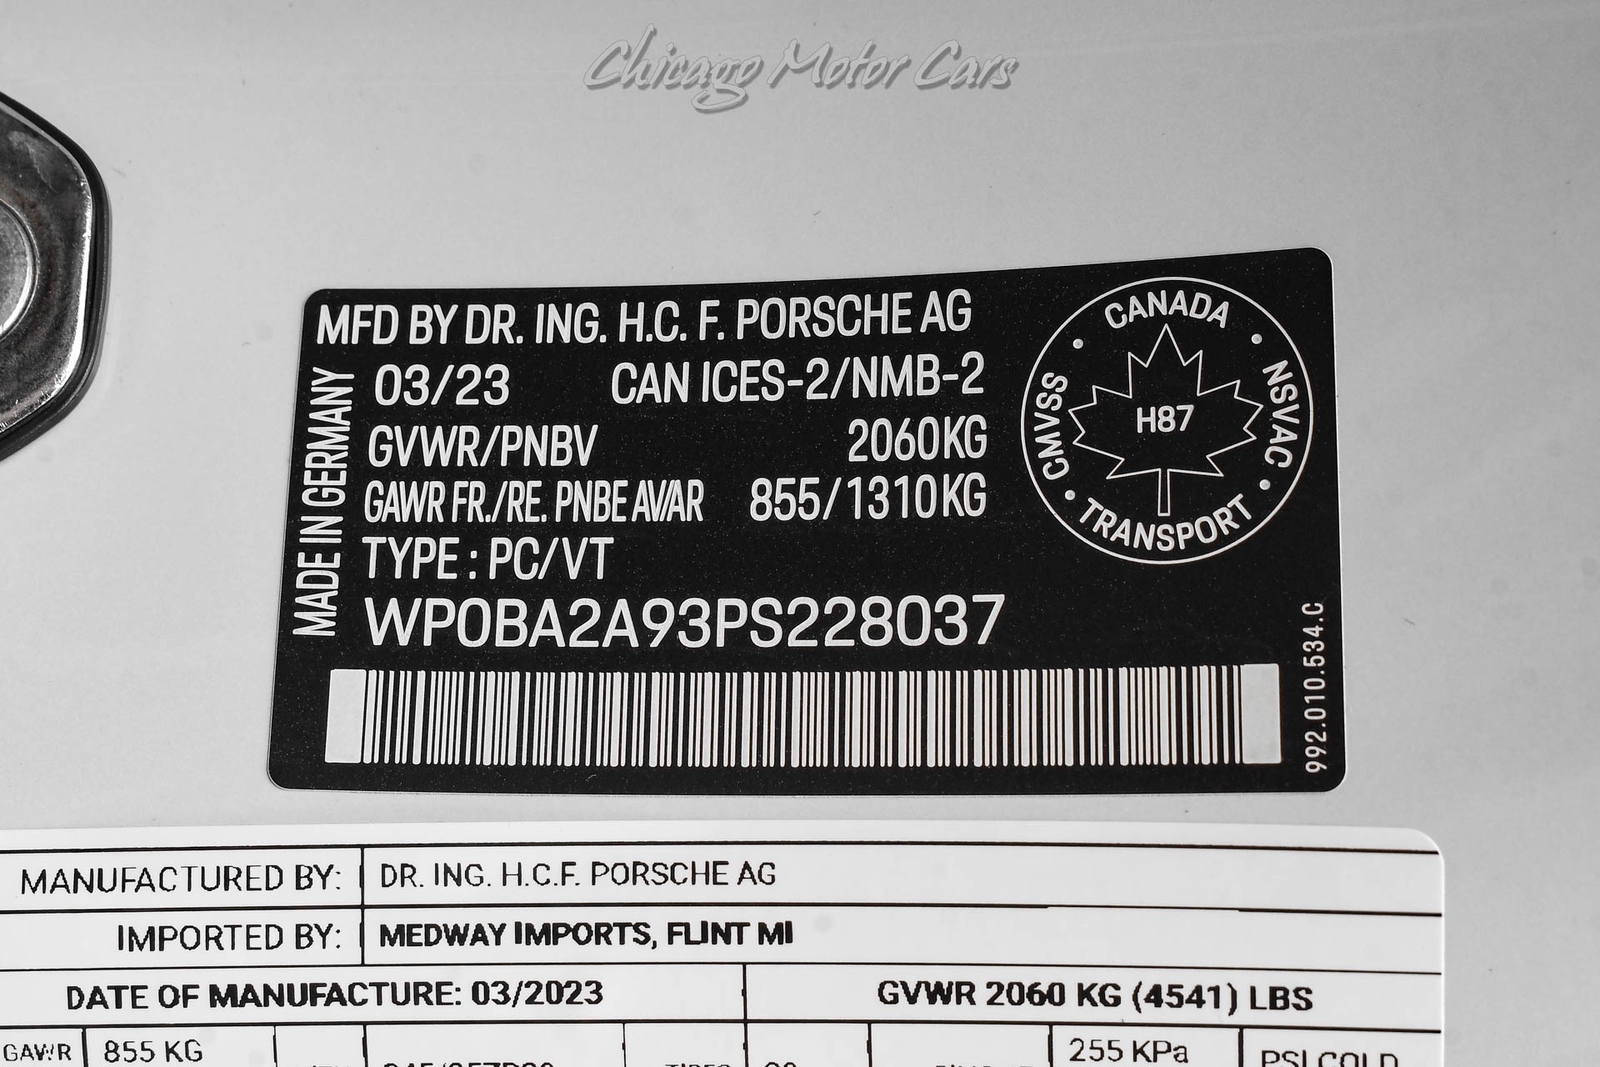 Chicago Motor Cars
MFD BY DR. ING. H.C. F. PORSCHE AG
03/23 CAN ICES-2/NMB-2
GVWR/PNBV 2060KG
GAWR FR./RE. PNBE AV/AR 855/1310KG
TYPE : PC/VT
WP0BA2A93PS228037
MADE IN GERMANY
CANADA
NSVAC
TRANSPORT
CMVSS
H87
992.010.534.C
MANUFACTURED BY: DR. ING. H.C.F. PORSCHE AG
IMPORTED BY: MEDWAY IMPORTS, FLINT MI
DATE OF MANUFACTURE: 03/2023 GVWR 2060 KG (4541) LBS
GAWR 855 KG 255 KPa PSI COLD